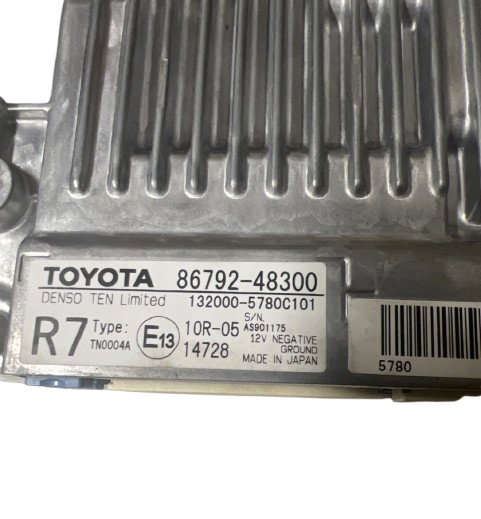 TOYOTA 86792-48300
DENSO TEN Limited 132000-5780C101
R7 Type: TN0004A
E13
10R-05
14728
S/N. AS901175
12V NEGATIVE
GROUND
MADE IN JAPAN
5780